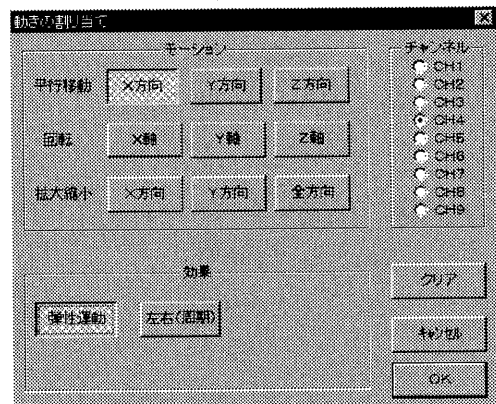 動きの割り当て
モーション
平行移動 X方向 Y方向 Z方向
回転 X軸 Y軸 Z軸
拡大縮小 X方向 Y方向 全方向
チャンネル
CH1
CH2
CH3
CH4
CH5
CH6
CH7
CH8
CH9
効果
弾性運動 左右(周期)
クリア
キャンセル
OK